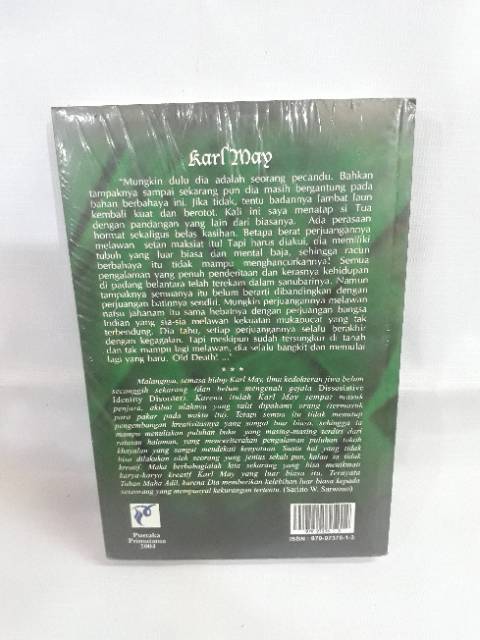 Karl May
"Mungkin dulu dia adalah seorang pecandu. Bahkan
tampaknya sampai sekarang pun dia masih bergantung pada
bahan berbahaya ini. Jika tidak, tentu badannya lambat laun
kembali kuat dan berotot. Kali ini saya menatap si Tua
dengan pandangan yang lain dari biasanya. Ada perasaan
hormat sekaligus belas kasihan. Betapa berat perjuangannya
melawan setan maksiat itu! Tapi harus diakui, dia memiliki
tubuh yang luar biasa dan mental baja, sehingga racun
berbahaya itu tidak mampu menghancurkannya! Semua
pengalaman yang penuh penderitaan dan kerasnya kehidupan
di padang belantara telah terekam dalam sanubarinya. Namun
tampaknya semuanya itu belum berarti dibandingkan dengan
perjuangan batinnya sendiri. Mungkin perjuangannya melawan
nafsu jahanam itu sama hebatnya dengan perjuangan bangsa
Indian yang sia-sia melawan kekuatan mukapucat yang tak
terbendung. Dia tahu, setiap perjuangannya selalu berakhir
dengan kegagalan. Tapi meskipun sudah tersungkur di tanah
dan tak mampu lagi melawan, dia selalu bangkit dan memulai
lagi yang baru. Old Death! ..."
* * *
Malangnya, semasa hidup Karl May, ilmu kedokteran jiwa belum
secanggih sekarang (dan belum mengenali gejala Dissosiative
Identity Disorder). Karena itulah Karl May sempat masuk
penjara, akibat ulahnya yang sulit dipahami orang (termasuk
para pakar pada waktu itu). Tetapi semua itu tidak menutup
pengembangan kreativitasnya yang sangat luar biasa, sehingga ia
mampu menuliskan puluhan buku yang masing-masing terdiri dari
ratusan halaman, yang menceriterakan pengalaman puluhan tokoh
khayalan yang sangat mendekati kenyataan. Suatu hal yang tidak
bisa dilakukan oleh seorang yang jenius sekali pun, kalau ia tidak
kreatif. Maka berbahagialah kita sekarang yang bisa menikmati
karya-karya kreatif Karl May yang luar biasa itu. Ternyata
Tuhan Maha Adil, karena Dia memberikan kelebihan luar biasa kepada
seseorang yang mempunyai kekurangan tertentu. (Sarlito W. Sarwono)
Pustaka
Primatama
2004
ISBN : 979-97576-1-3